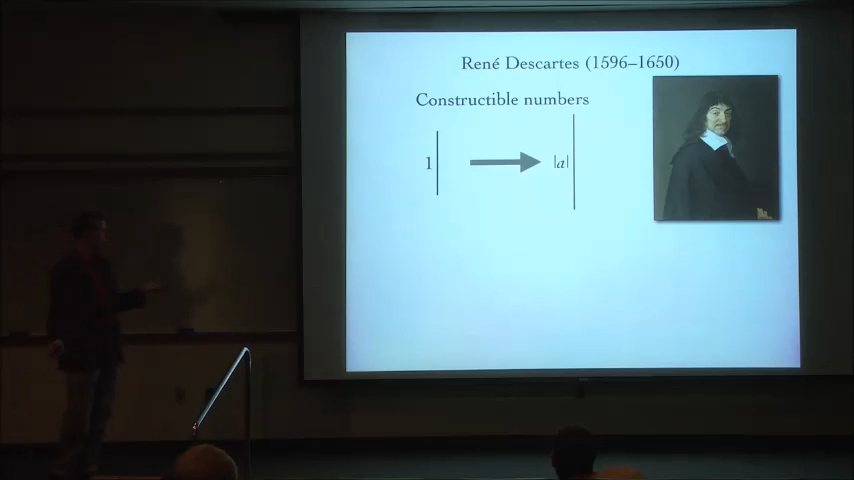 René Descartes (1596–1650)
Constructible numbers
1 |a|